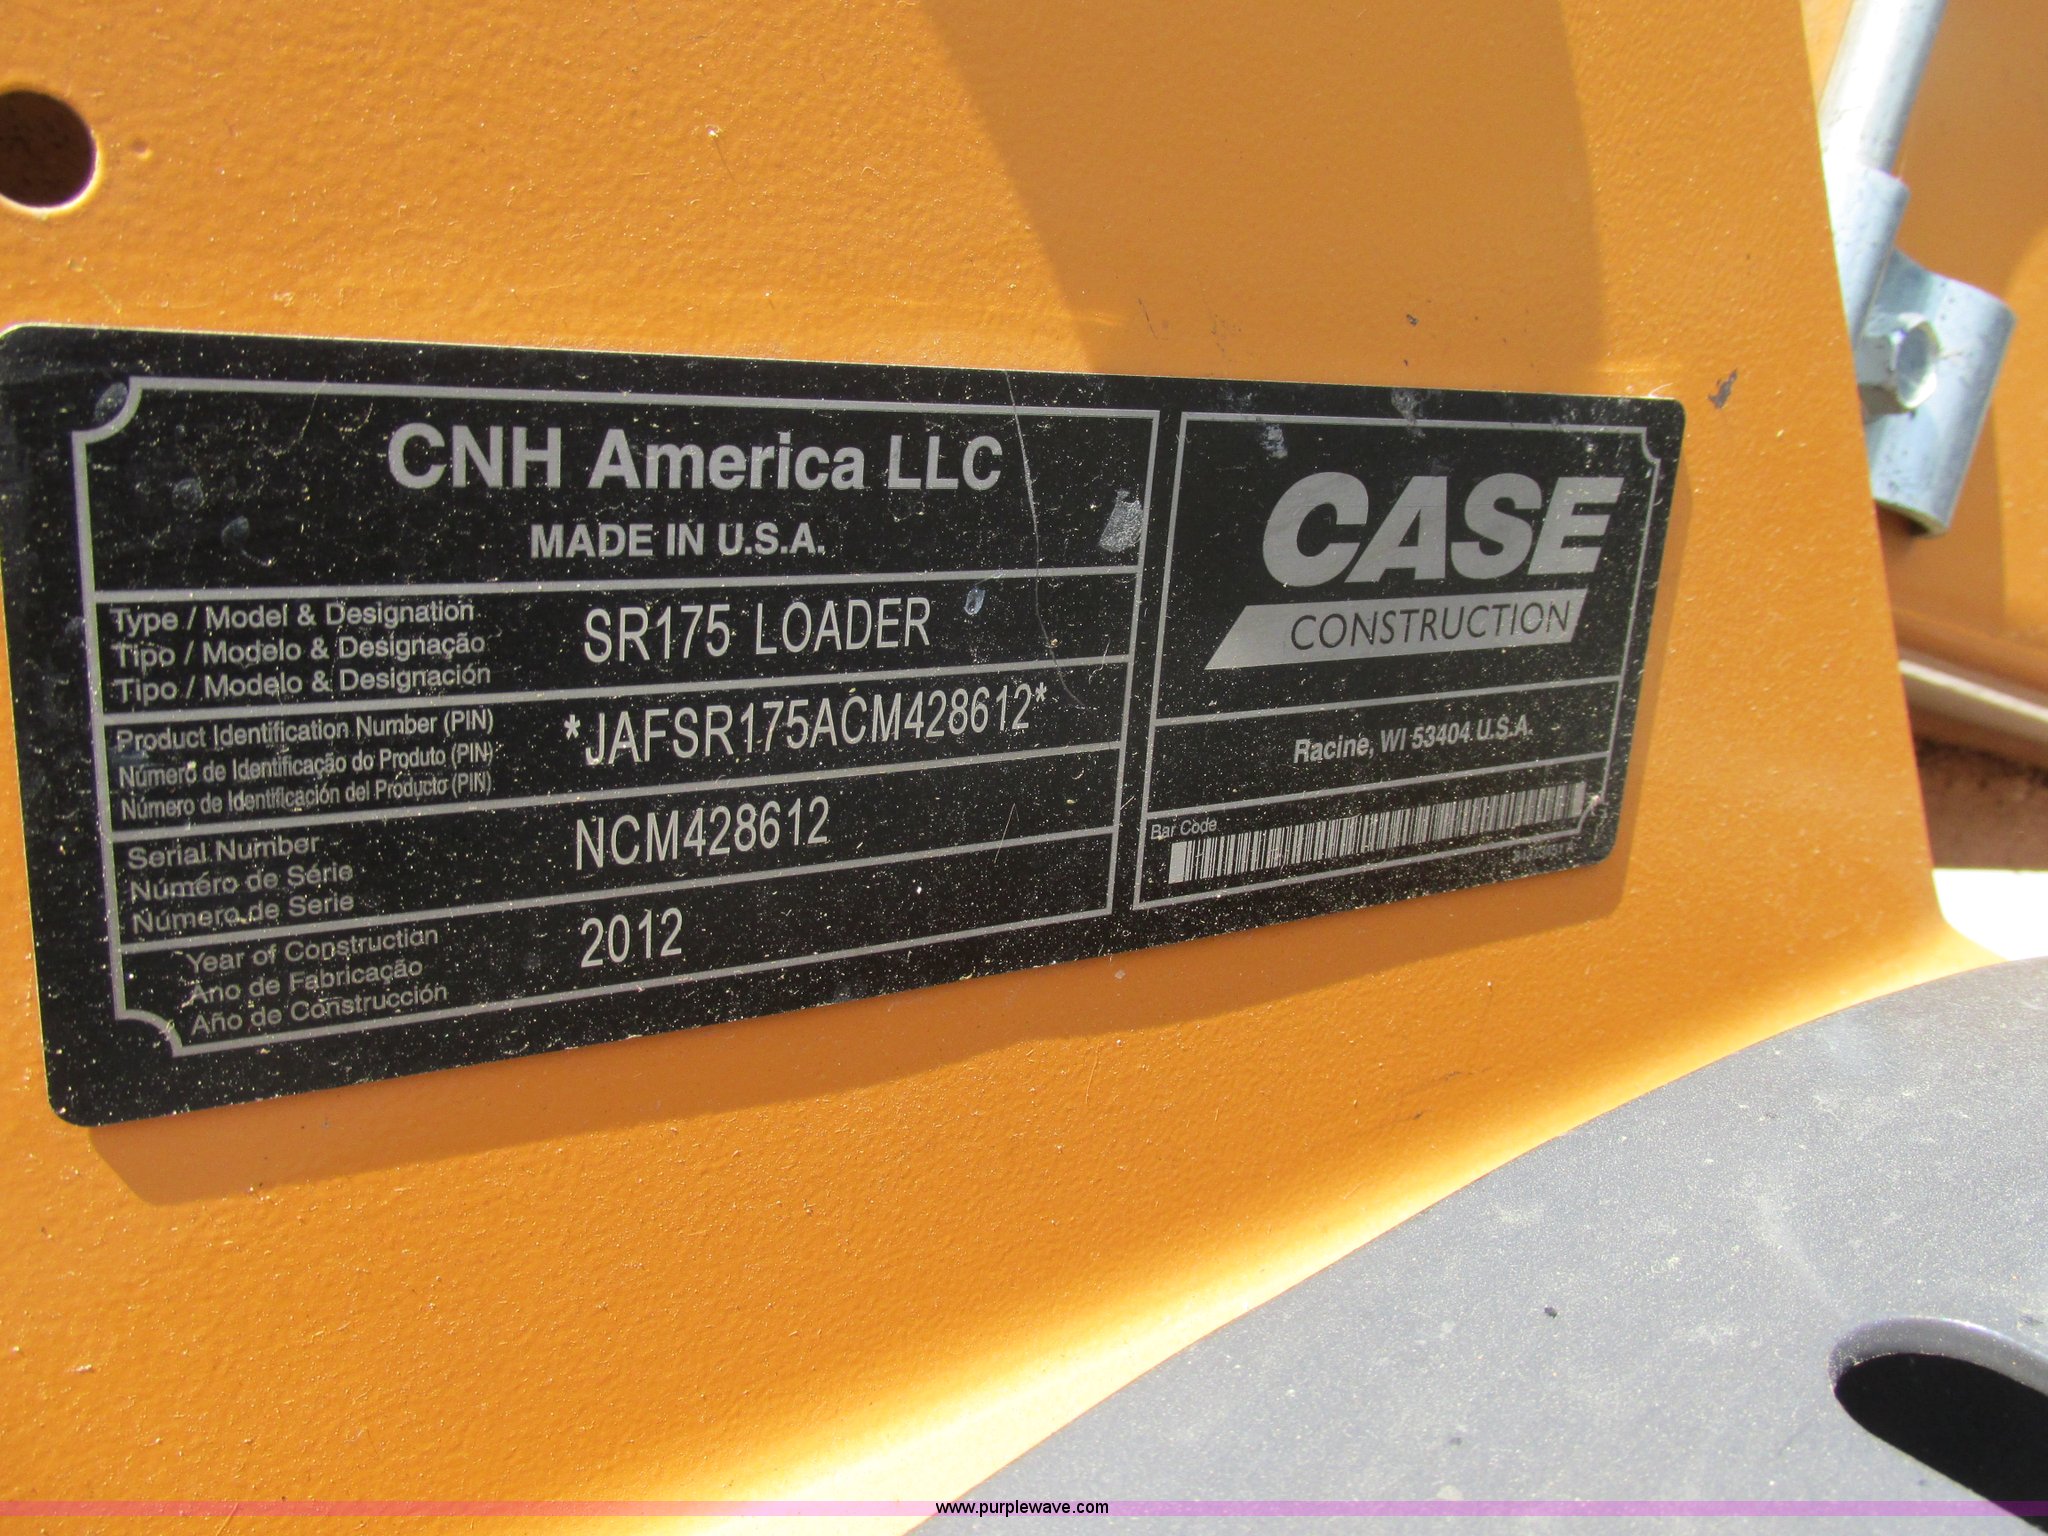 CNH America LLC
MADE IN U.S.A.
Type / Model & Designation
Tipo / Modelo & Designação
Tipo / Modelo & Designación
SR175 LOADER
Product Identification Number (PIN)
Número de Identificação do Produto (PIN)
Número de Identificación del Producto (PIN)
*JAFSR175ACM428612*
Serial Number
Número de Série
Número de Serie
NCM428612
Year of Construction
Ano de Fabricação
Año de Construcción
2012
CASE
CONSTRUCTION
Racine, WI 53404 U.S.A.
Bar Code
www.purplewave.com